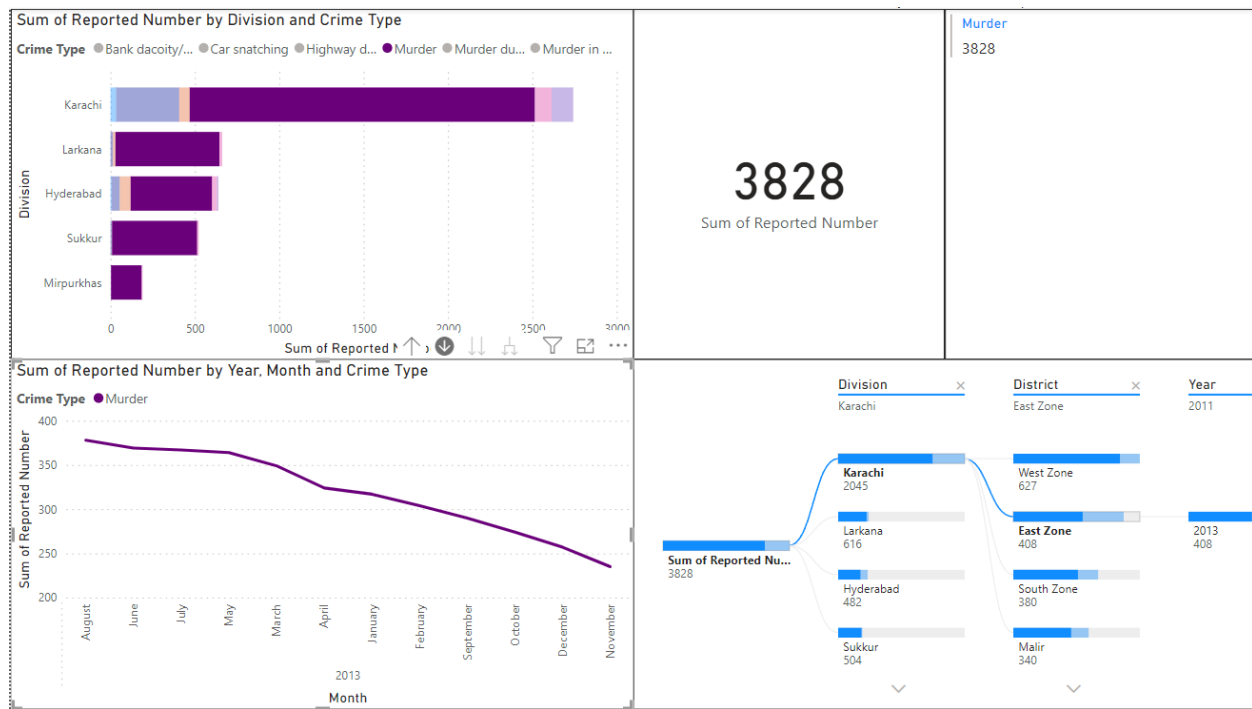 Sum of Reported Number by Division and Crime Type
Crime Type Bank dacoity/... Car snatching Highway d... Murder Murder du... Murder in ...
Division
Karachi
Larkana
Hyderabad
Sukkur
Mirpurkhas
0 500 1000 1500 2000 2500 3000
Sum of Reported
3828
Sum of Reported Number
Murder
3828
Sum of Reported Number by Year, Month and Crime Type
Crime Type Murder
Sum of Reported Number
400
350
300
250
200
August June July May March April January February September October December November
2013
Month
Division × District × Year
Karachi East Zone 2011
Sum of Reported Nu...
3828
Karachi
2045
Larkana
616
Hyderabad
482
Sukkur
504
West Zone
627
East Zone
408
South Zone
380
Malir
340
2013
408